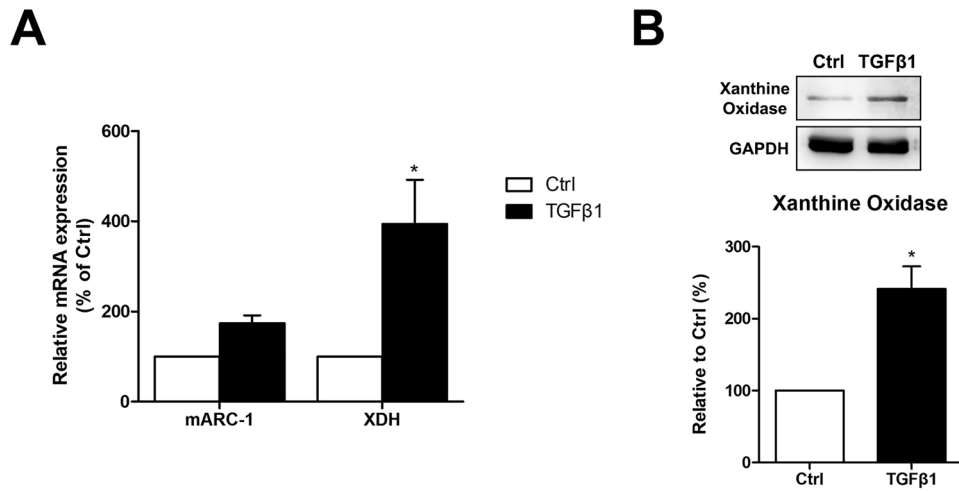 A
Relative mRNA expression
(% of Ctrl)
600
400
200
0
*
mARC-1
XDH
Ctrl
TGFβ1
B
Ctrl TGFβ1
Xanthine
Oxidase
GAPDH
Xanthine Oxidase
Relative to Ctrl (%)
300
200
100
0
*
Ctrl
TGFβ1